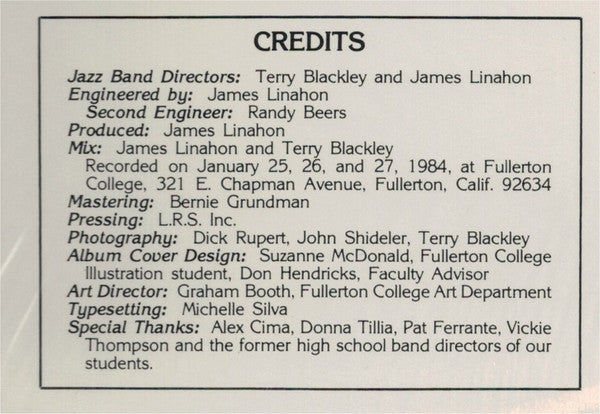 CREDITS
Jazz Band Directors: Terry Blackley and James Linahon
Engineered by: James Linahon
Second Engineer: Randy Beers
Produced: James Linahon
Mix: James Linahon and Terry Blackley
Recorded on January 25, 26, and 27, 1984, at Fullerton
College, 321 E. Chapman Avenue, Fullerton, Calif. 92634
Mastering: Bernie Grundman
Pressing: L.R.S. Inc.
Photography: Dick Rupert, John Shideler, Terry Blackley
Album Cover Design: Suzanne McDonald, Fullerton College
Illustration student, Don Hendricks, Faculty Advisor
Art Director: Graham Booth, Fullerton College Art Department
Typesetting: Michelle Silva
Special Thanks: Alex Cima, Donna Tillia, Pat Ferrante, Vickie
Thompson and the former high school band directors of our
students.